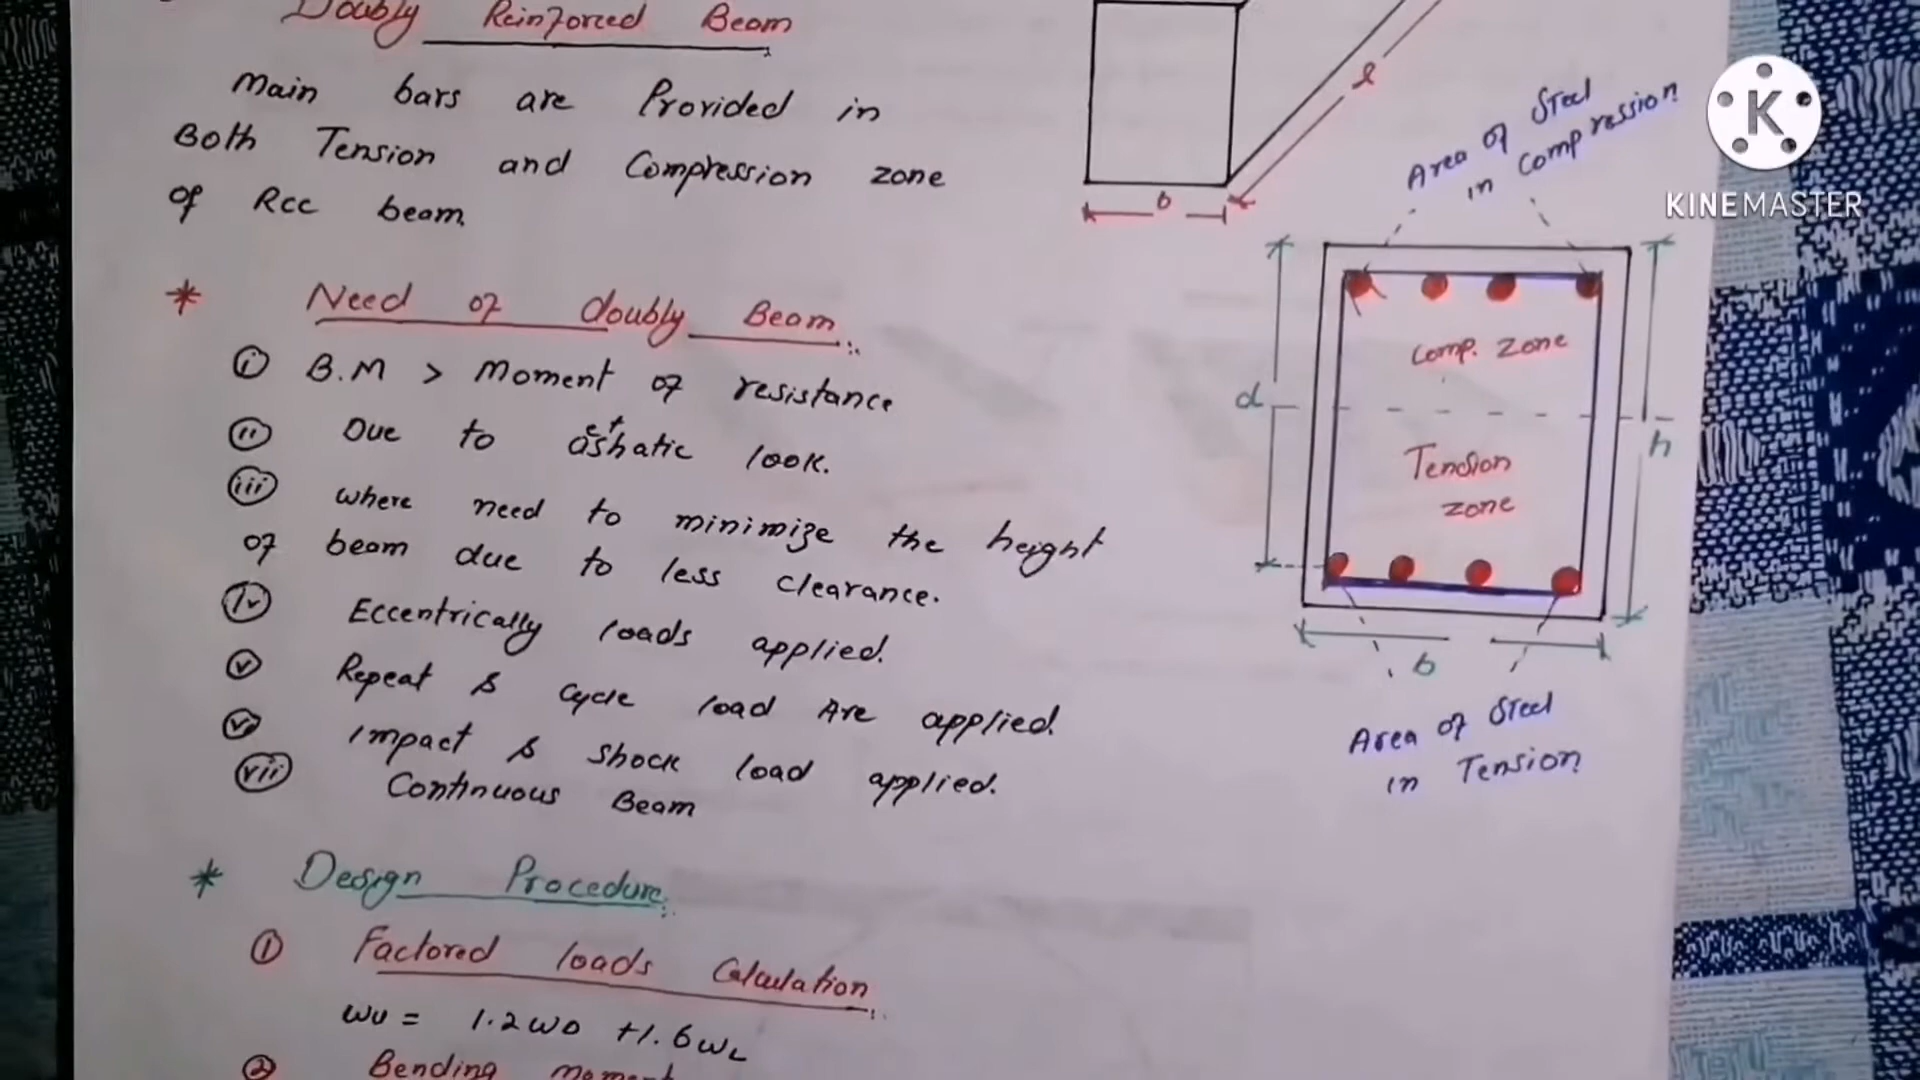 Doubly Reinforced Beam
Main bars are Provided in
Both Tension and Compression zone
of Rcc beam.
* Need of doubly Beam
(i) B.M > Moment of resistance
(ii) Due to ashatic look.
et
(iii) where need to minimize the height
of beam due to less clearance.
(iv) Eccentrically loads applied.
(v) Repeat & Cycle load Are applied.
(v) Impact & Shock load applied.
(vii) Continuous Beam
* Design Procedure
① Factored loads Calculation
wu = 1.2wD +1.6wL
② Bending moment
b
l
Area of Steel
in Compression
Comp. Zone
d
h
Tension
zone
b
Area of Steel
in Tension
K
KINEMASTER